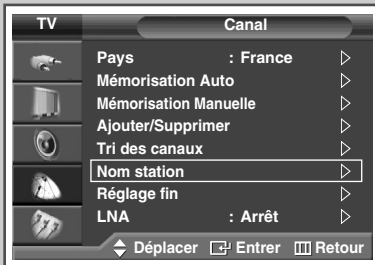 TV Canal
Pays : France
Mémorisation Auto
Mémorisation Manuelle
Ajouter/Supprimer
Tri des canaux
Nom station
Réglage fin
LNA : Arrêt
Déplacer Entrer Retour